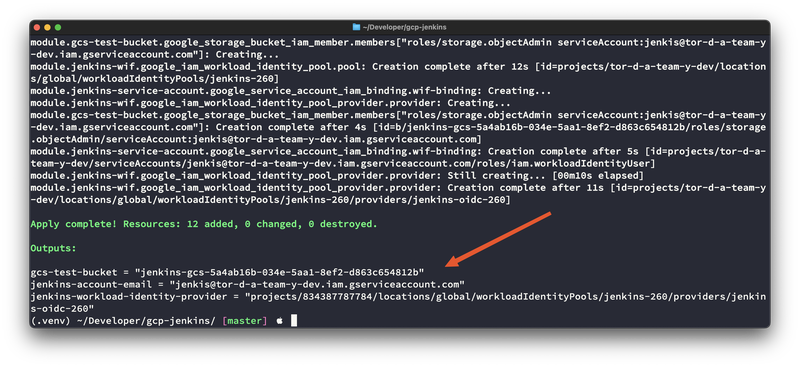 ~/Developer/gcp-jenkins
module.gcs-test-bucket.google_storage_bucket_iam_member.members["roles/storage.objectAdmin serviceAccount:jenkis@tor-d-a-team-y-
dev.iam.gserviceaccount.com"]: Creating...
module.jenkins-wif.google_iam_workload_identity_pool.pool: Creation complete after 12s [id=projects/tor-d-a-team-y-dev/location
s/global/workloadIdentityPools/jenkins-260]
module.jenkins-service-account.google_service_account_iam_binding.wif-binding: Creating...
module.jenkins-wif.google_iam_workload_identity_pool_provider.provider: Creating...
module.gcs-test-bucket.google_storage_bucket_iam_member.members["roles/storage.objectAdmin serviceAccount:jenkis@tor-d-a-team-y
-dev.iam.gserviceaccount.com"]: Creation complete after 4s [id=b/jenkins-gcs-5a4ab16b-034e-5aa1-8ef2-d863c654812b/roles/storage
.objectAdmin/serviceAccount:jenkis@tor-d-a-team-y-dev.iam.gserviceaccount.com]
module.jenkins-service-account.google_service_account_iam_binding.wif-binding: Creation complete after 5s [id=projects/tor-d-a-
team-y-dev/serviceAccounts/jenkis@tor-d-a-team-y-dev.iam.gserviceaccount.com/roles/iam.workloadIdentityUser]
module.jenkins-wif.google_iam_workload_identity_pool_provider.provider: Still creating... [00m10s elapsed]
module.jenkins-wif.google_iam_workload_identity_pool_provider.provider: Creation complete after 11s [id=projects/tor-d-a-team-y
-dev/locations/global/workloadIdentityPools/jenkins-260/providers/jenkins-oidc-260]
Apply complete! Resources: 12 added, 0 changed, 0 destroyed.
Outputs:
gcs-test-bucket = "jenkins-gcs-5a4ab16b-034e-5aa1-8ef2-d863c654812b"
jenkins-account-email = "jenkis@tor-d-a-team-y-dev.iam.gserviceaccount.com"
jenkins-workload-identity-provider = "projects/834387787784/locations/global/workloadIdentityPools/jenkins-260/providers/jenkin
s-oidc-260"
(.venv) ~/Developer/gcp-jenkins/ [master]